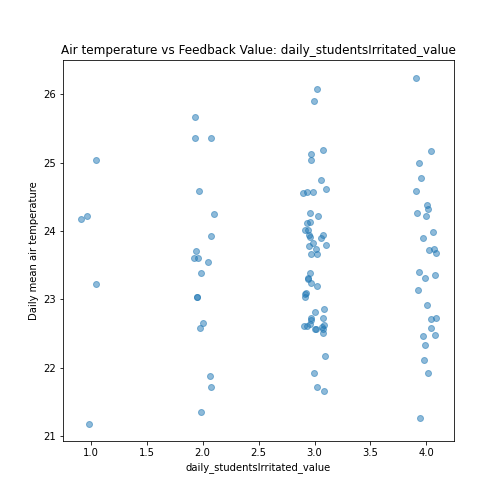 Air temperature vs Feedback Value: daily_studentsIrritated_value
Daily mean air temperature
26
25
24
23
22
21
1.0 1.5 2.0 2.5 3.0 3.5 4.0
daily_studentsIrritated_value